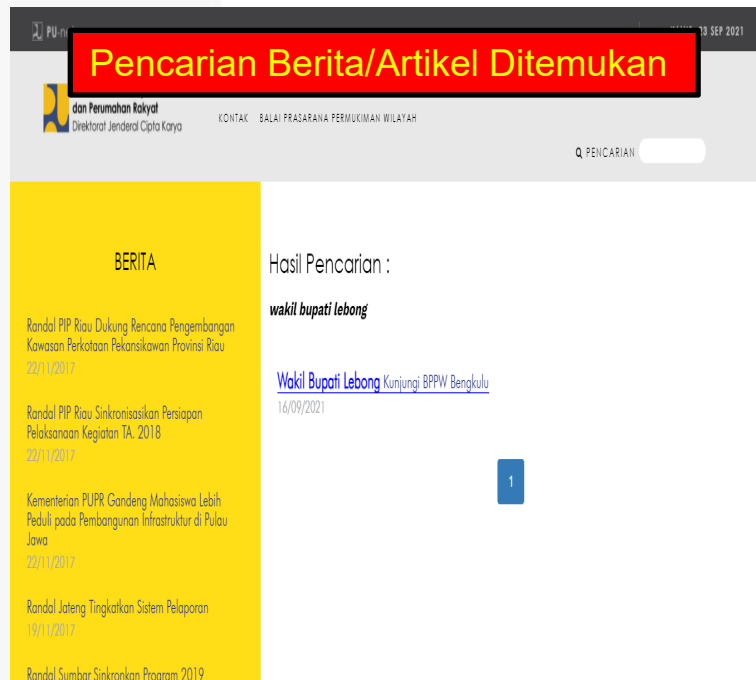 PU-n
23 SEP 2021
Pencarian Berita/Artikel Ditemukan
dan Perumahan Rakyat
Direktorat Jenderal Cipta Karya
KONTAK BALAI PRASARANA PERMUKIMAN WILAYAH
PENCARIAN
BERITA
Randal PIP Riau Dukung Rencana Pengembangan
Kawasan Perkotaan Pekansikawan Provinsi Riau
22/11/2017
Randal PIP Riau Sinkronisasikan Persiapan
Pelaksanaan Kegiatan TA. 2018
22/11/2017
Kementerian PUPR Gandeng Mahasiswa Lebih
Peduli pada Pembangunan Infrastruktur di Pulau
Jawa
22/11/2017
Randal Jateng Tingkatkan Sistem Pelaporan
19/11/2017
Randal Sumbar Sinkronkan Program 2019
Hasil Pencarian :
wakil bupati lebong
Wakil Bupati Lebong Kunjungi BPPW Bengkulu
16/09/2021
1